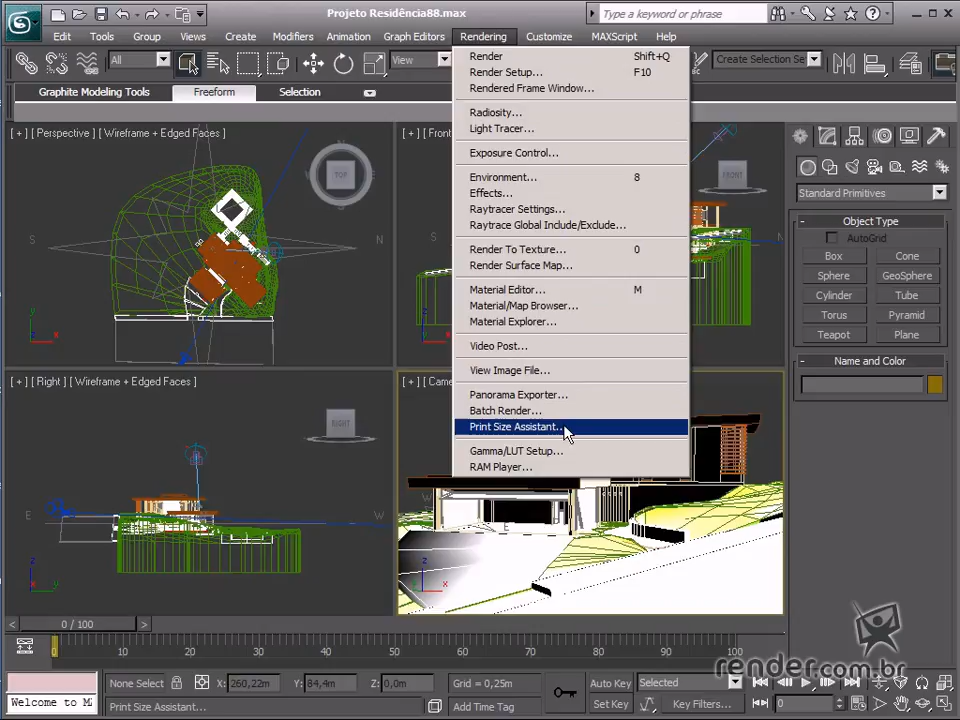 Projeto Residência88.max
Type a keyword or phrase
Edit Tools Group Views Create Modifiers Animation Graph Editors Rendering Customize MAXScript Help
All
View
Create Selection Se
Graphite Modeling Tools Freeform Selection
Render Shift+Q
Render Setup... F10
Rendered Frame Window...
Radiosity...
Light Tracer...
Exposure Control...
Environment... 8
Effects...
Raytracer Settings...
Raytrace Global Include/Exclude...
Render To Texture... 0
Render Surface Map...
Material Editor... M
Material/Map Browser...
Material Explorer...
Video Post...
View Image File...
Panorama Exporter...
Batch Render...
Print Size Assistant...
Gamma/LUT Setup...
RAM Player...
[ + ] [ Perspective ] [ Wireframe + Edged Faces ]
[ + ] [ Front
TOP
FRONT
S
N
S
y
z
x
z
[ + ] [ Right ] [ Wireframe + Edged Faces ]
[ + ] [ Came
RIGHT
E
W
W
E
z
x
y
z
x
Standard Primitives
Object Type
AutoGrid
Box Cone
Sphere GeoSphere
Cylinder Tube
Torus Pyramid
Teapot Plane
Name and Color
< 0 / 100 >
0 10 20 30 40 50 60 70 80 90 100
render.com.br
None Select X: 260,22m Y: 84,4m Z: 0,0m Grid = 0,25m Auto Key Selected
Welcome to M
Print Size Assistant... Add Time Tag Set Key Key Filters... 0